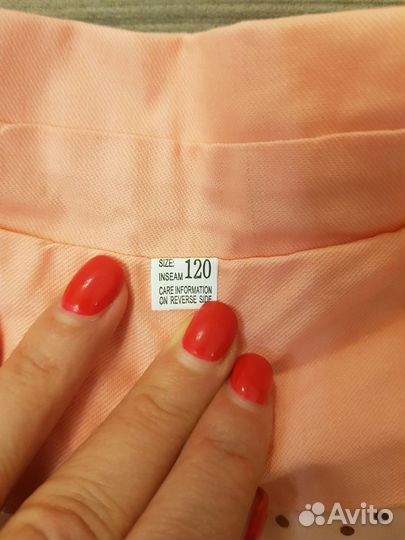 SIZE: 120
INSEAM
CARE INFORMATION
ON REVERSE SIDE
Avito